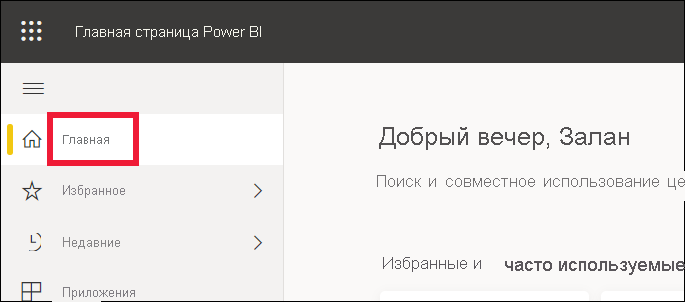 Главная страница Power BI
Главная
Избранное
Недавние
Приложения
Добрый вечер, Залан
Поиск и совместное использование це
Избранные и часто используемые